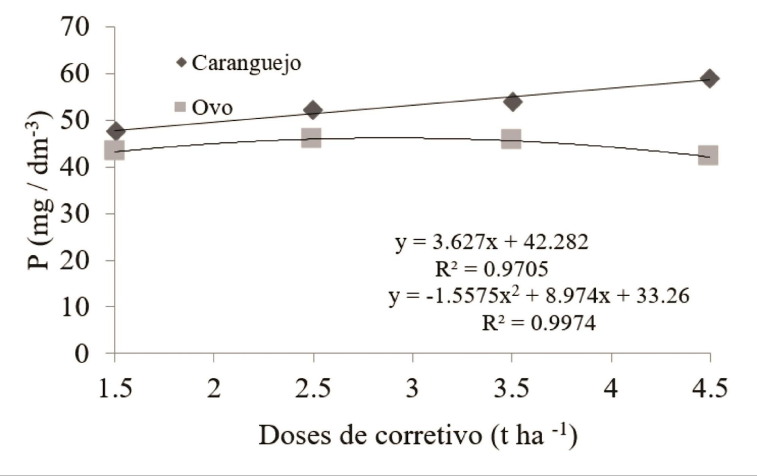 70
60
50
40
30
20
10
0
P (mg / dm⁻³)
Caranguejo
Ovo
y = 3.627x + 42.282
R² = 0.9705
y = -1.5575x² + 8.974x + 33.26
R² = 0.9974
1.5 2 2.5 3 3.5 4 4.5
Doses de corretivo (t ha ⁻¹)